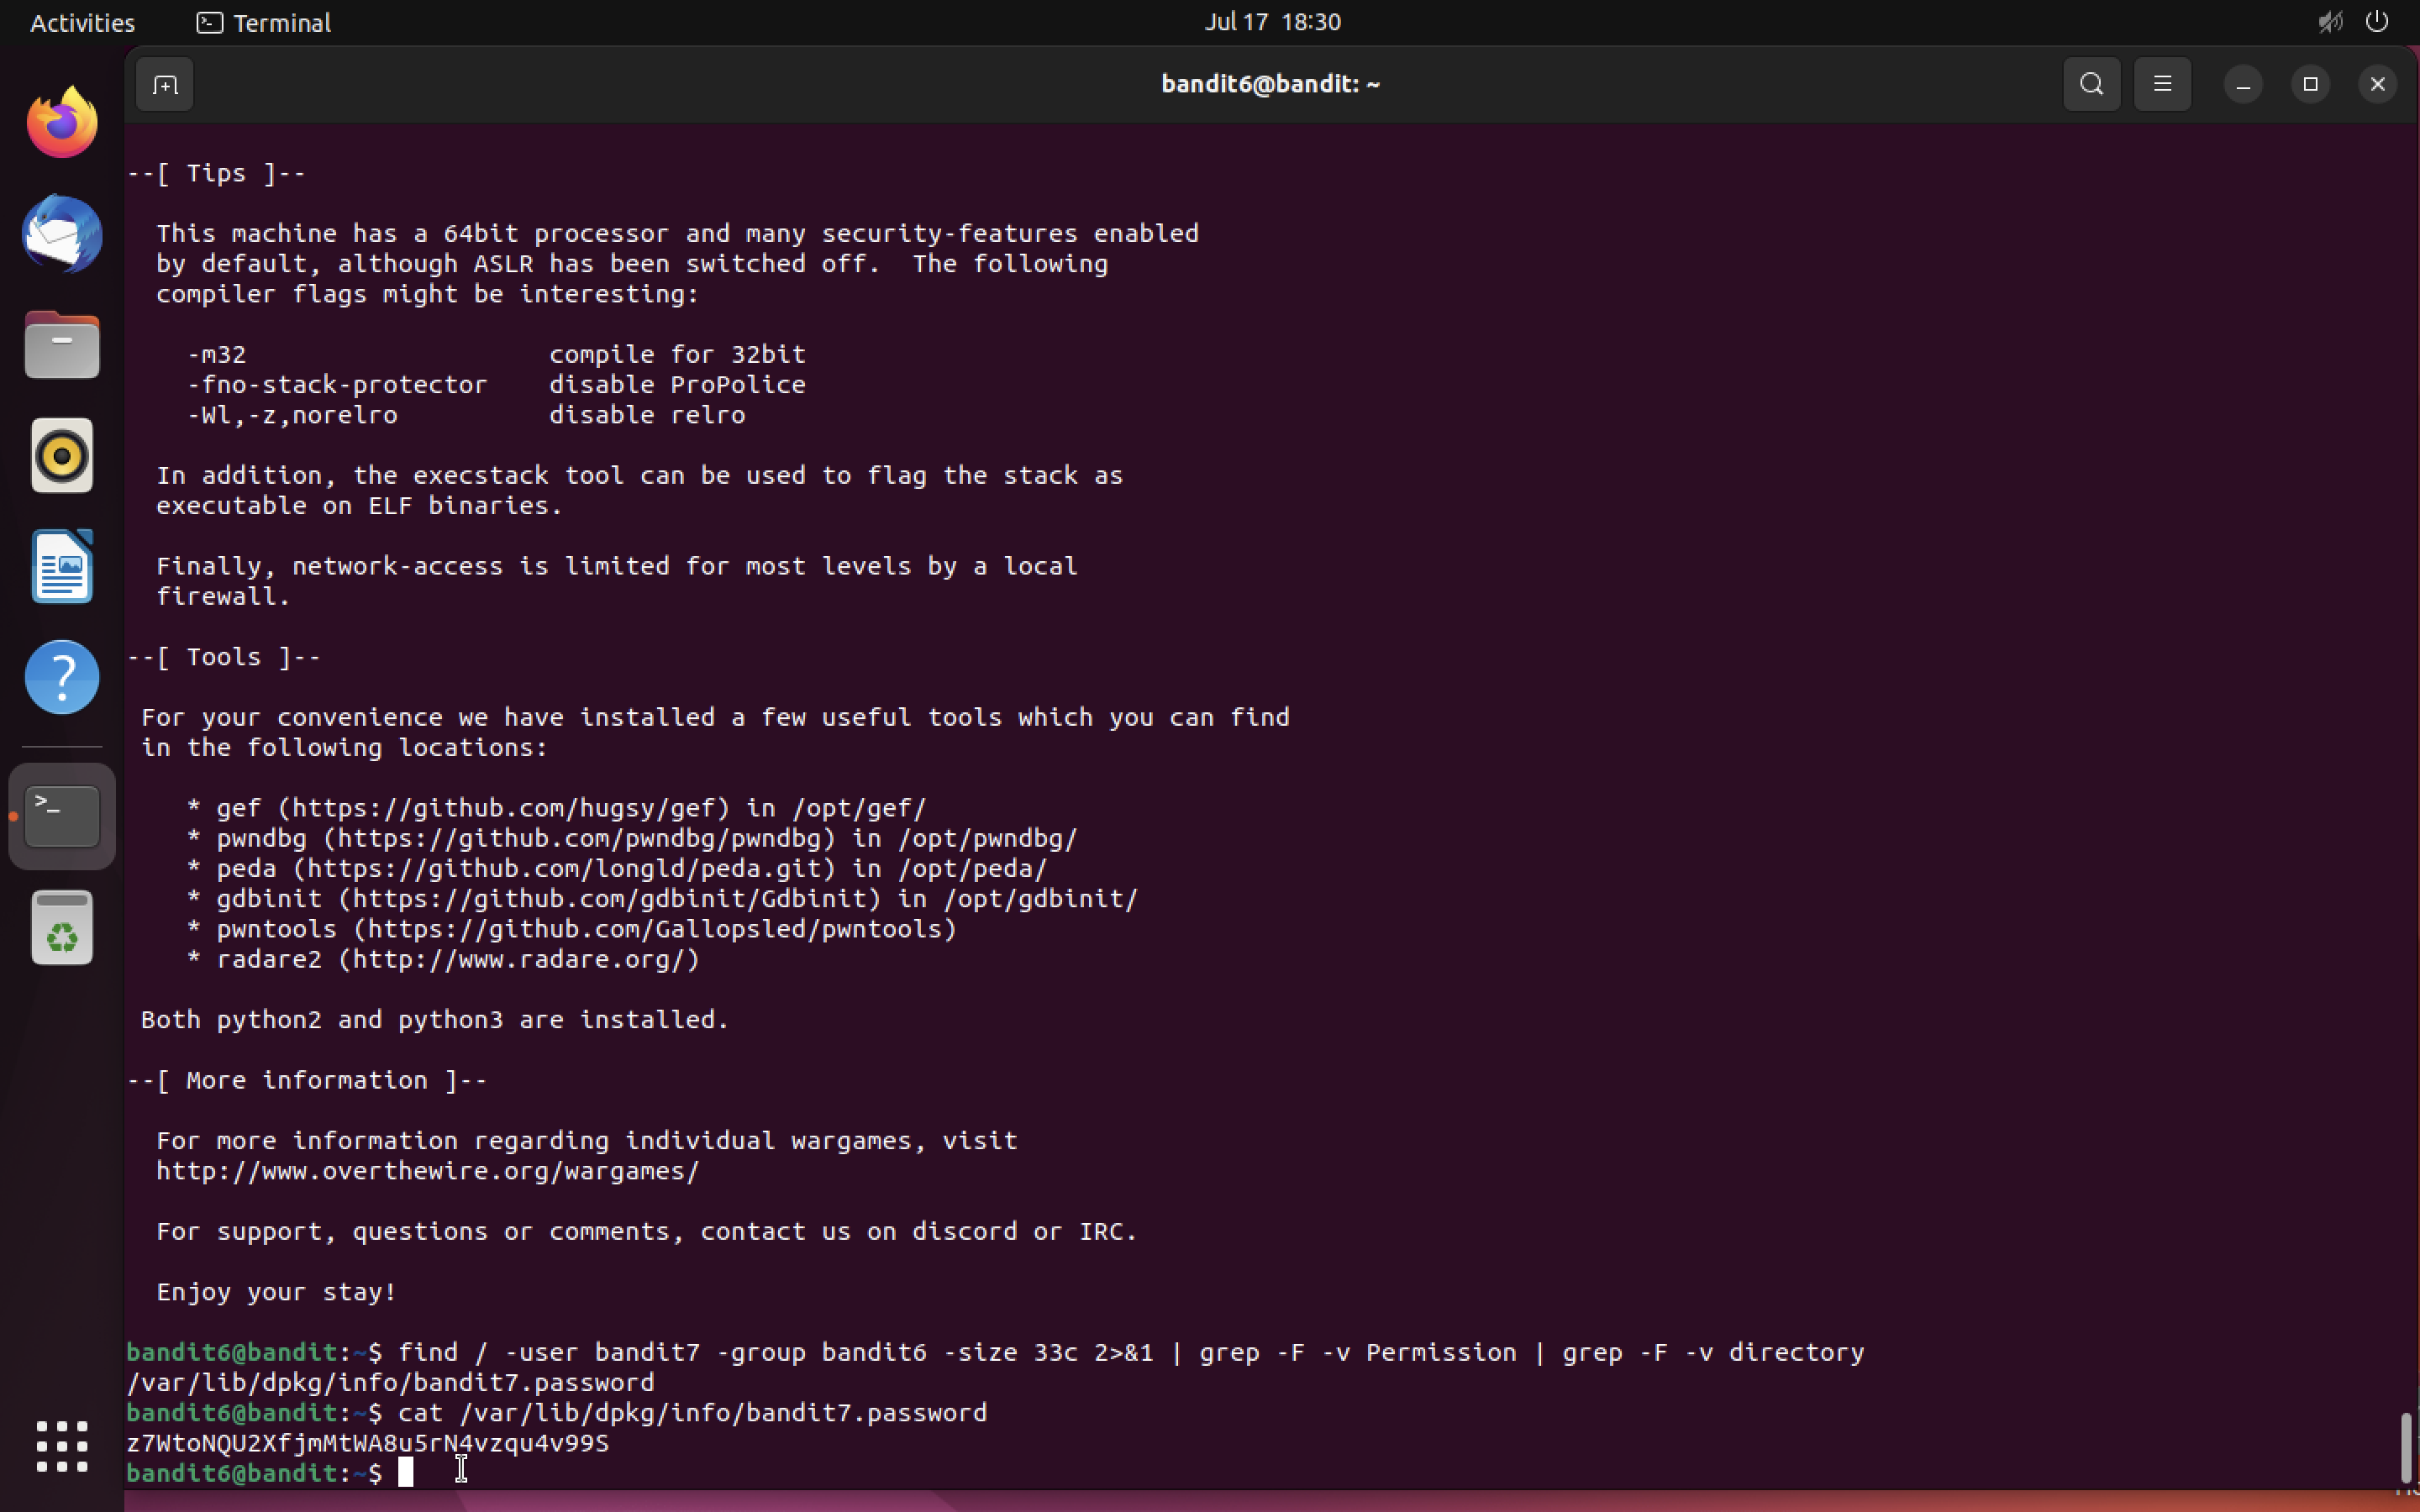 Activities
Terminal
Jul 17 18:30
bandit6@bandit: ~
--[ Tips ]--
This machine has a 64bit processor and many security-features enabled
by default, although ASLR has been switched off.  The following
compiler flags might be interesting:
-m32                    compile for 32bit
-fno-stack-protector    disable ProPolice
-Wl,-z,norelro          disable relro
In addition, the execstack tool can be used to flag the stack as
executable on ELF binaries.
Finally, network-access is limited for most levels by a local
firewall.
--[ Tools ]--
For your convenience we have installed a few useful tools which you can find
in the following locations:
* gef (https://github.com/hugsy/gef) in /opt/gef/
* pwndbg (https://github.com/pwndbg/pwndbg) in /opt/pwndbg/
* peda (https://github.com/longld/peda.git) in /opt/peda/
* gdbinit (https://github.com/gdbinit/Gdbinit) in /opt/gdbinit/
* pwntools (https://github.com/Gallopsled/pwntools)
* radare2 (http://www.radare.org/)
Both python2 and python3 are installed.
--[ More information ]--
For more information regarding individual wargames, visit
http://www.overthewire.org/wargames/
For support, questions or comments, contact us on discord or IRC.
Enjoy your stay!
bandit6@bandit:~$ find / -user bandit7 -group bandit6 -size 33c 2>&1 | grep -F -v Permission | grep -F -v directory
/var/lib/dpkg/info/bandit7.password
bandit6@bandit:~$ cat /var/lib/dpkg/info/bandit7.password
z7WtoNQU2XfjmMtWA8u5rN4vzqu4v99S
bandit6@bandit:~$